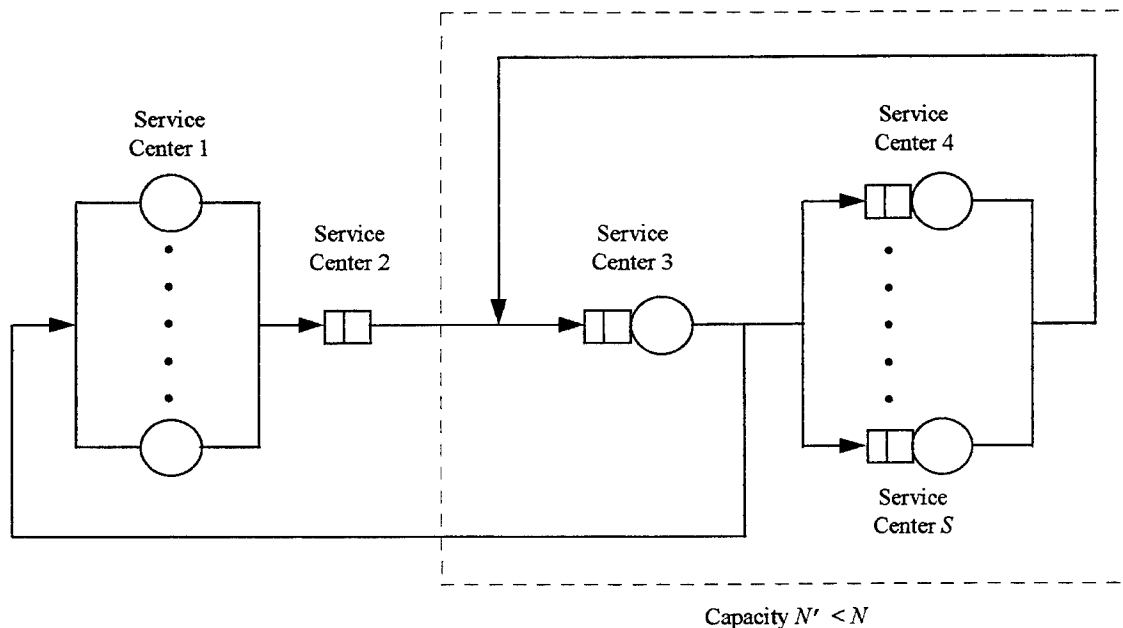 Service
Center 1
Service
Center 2
Service
Center 3
Service
Center 4
Service
Center S
Capacity N′ < N